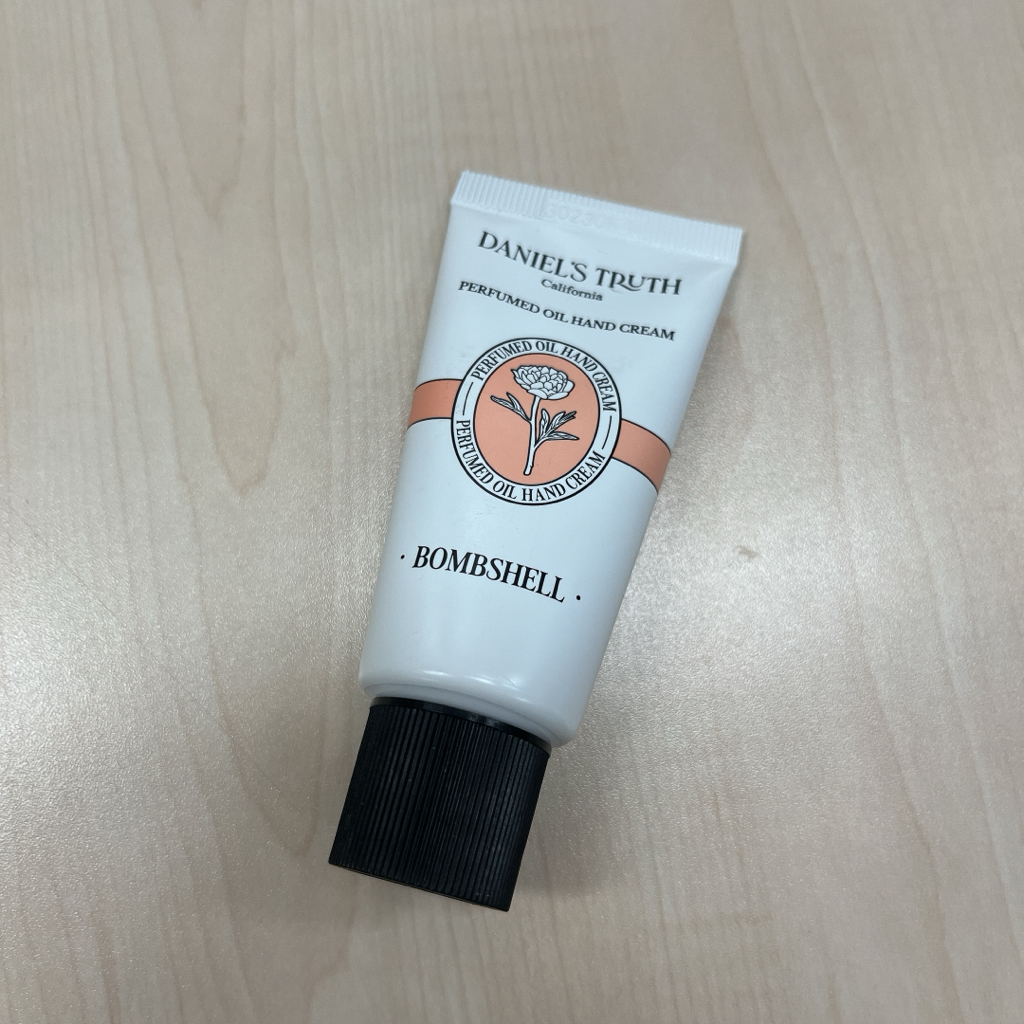 DANIEL'S TRUTH
California
PERFUMED OIL HAND CREAM
PERFUMED OIL HAND CREAM
PERFUMED OIL HAND CREAM
· BOMBSHELL ·